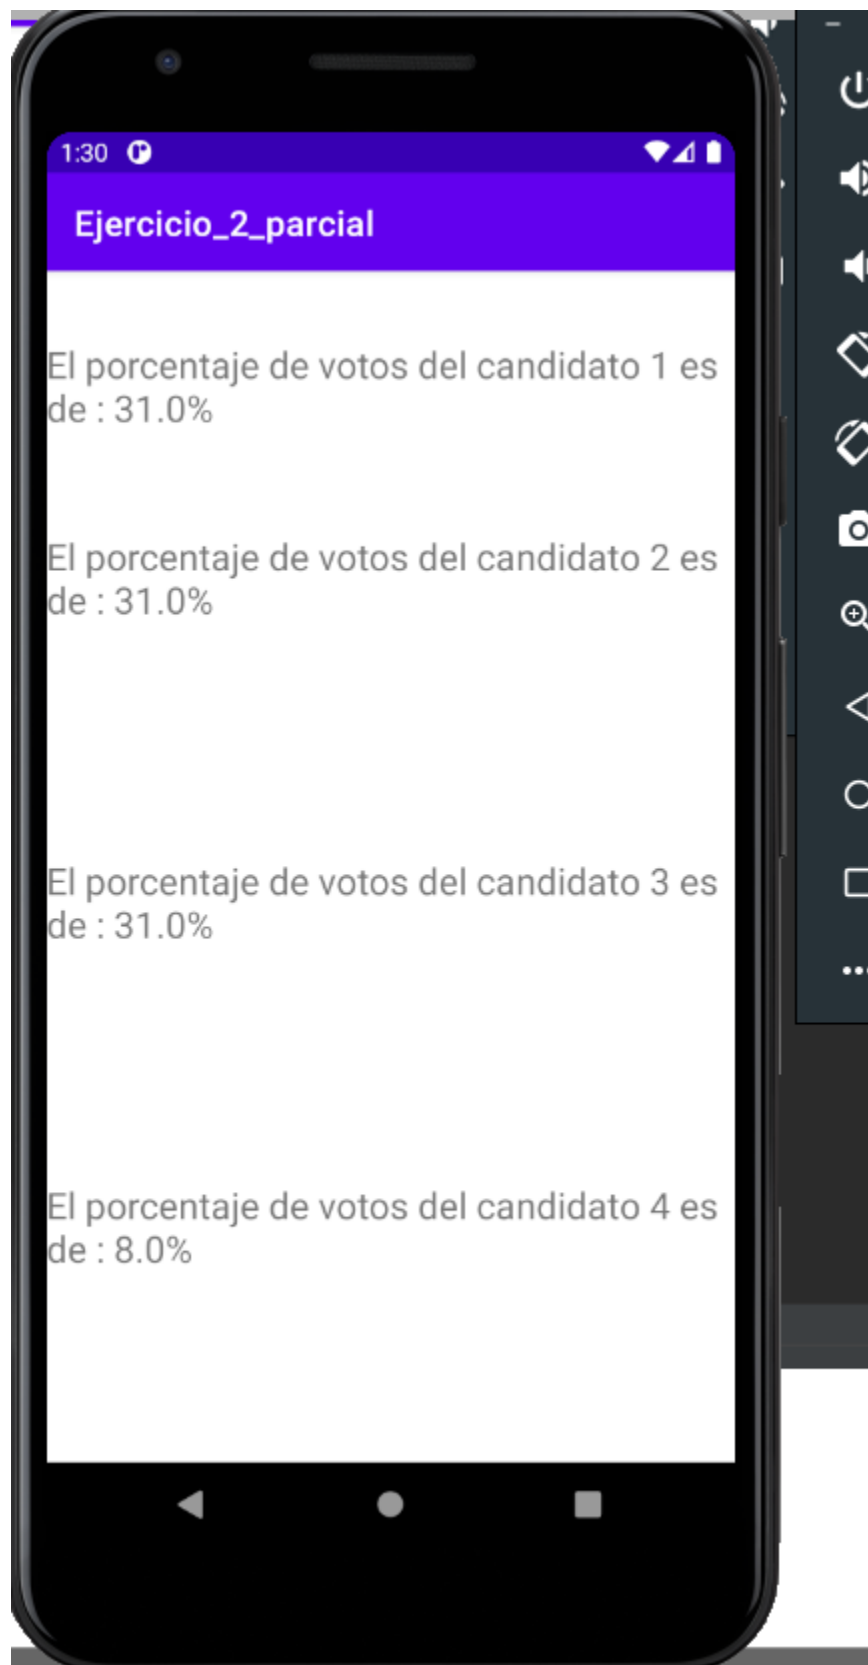 1:30
Ejercicio_2_parcial
El porcentaje de votos del candidato 1 es
de : 31.0%
El porcentaje de votos del candidato 2 es
de : 31.0%
El porcentaje de votos del candidato 3 es
de : 31.0%
El porcentaje de votos del candidato 4 es
de : 8.0%